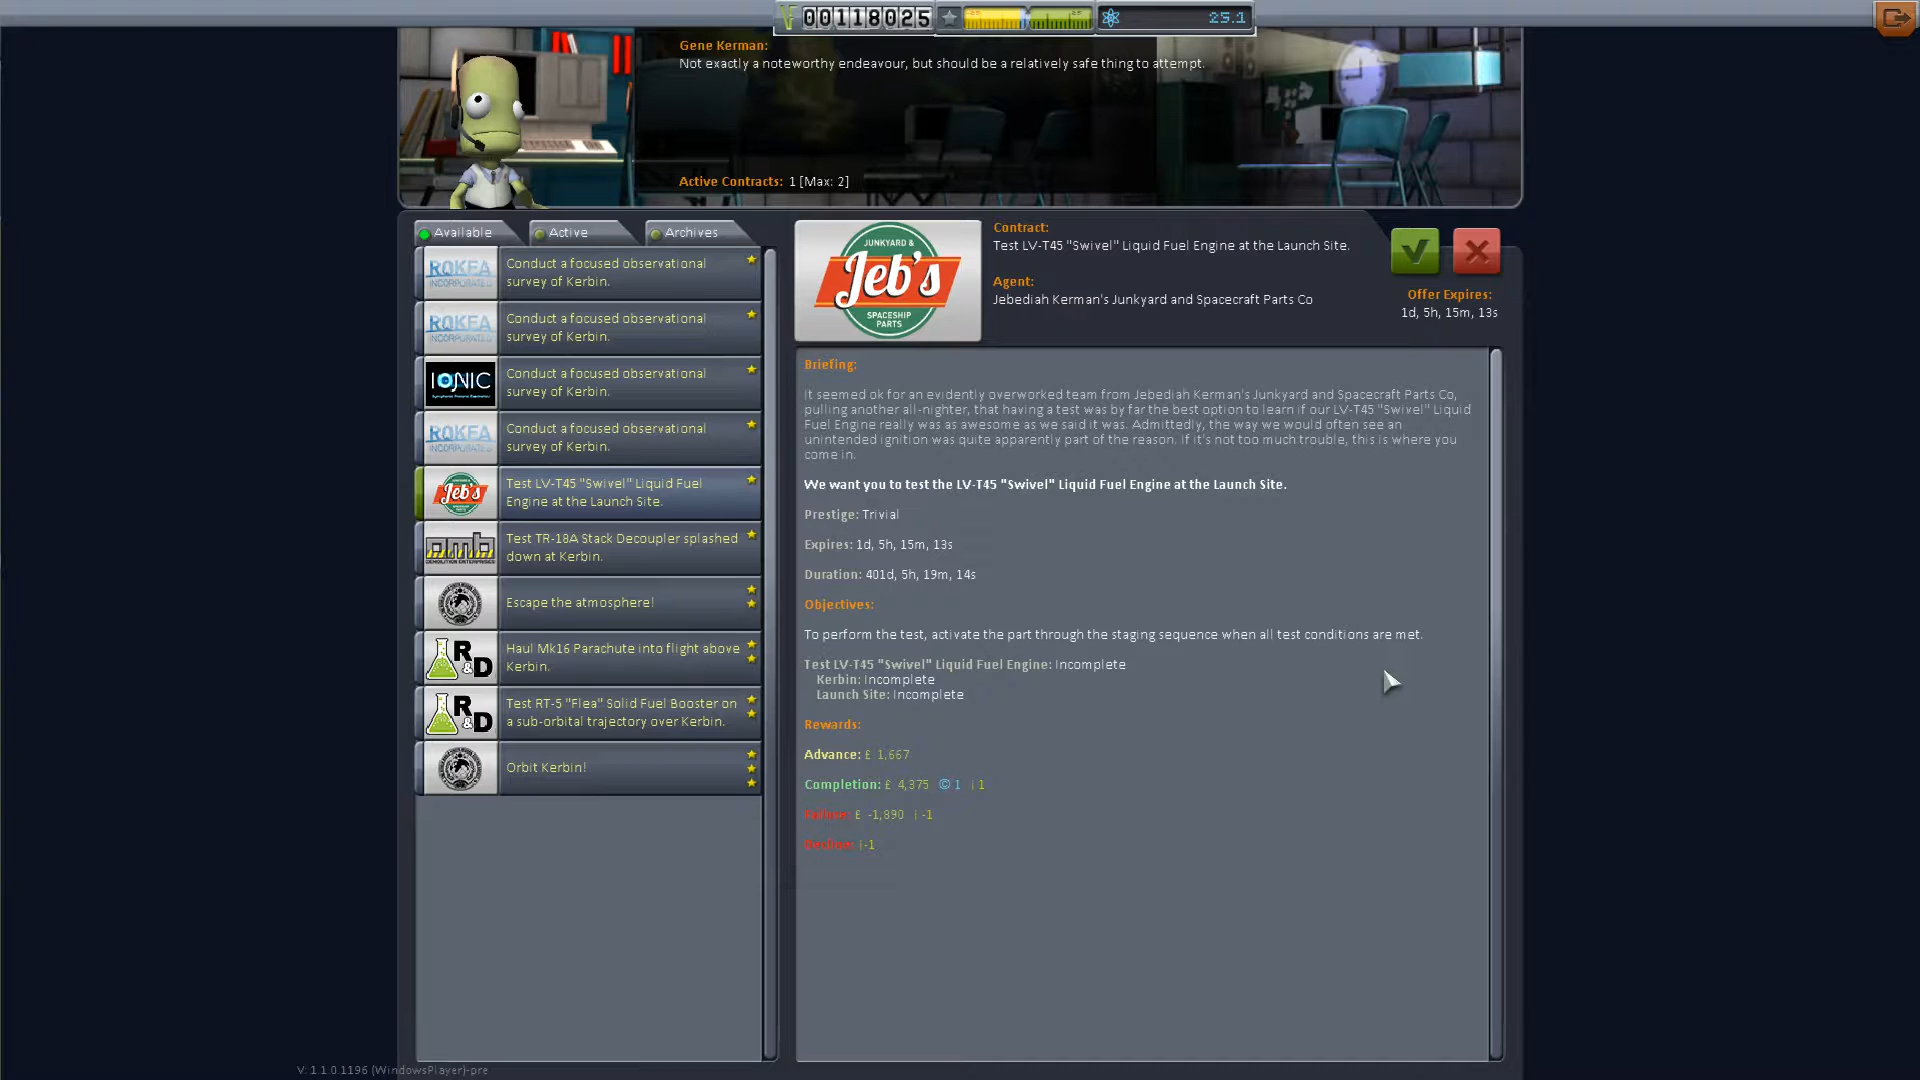 00118025
25.1
Gene Kerman:
Not exactly a noteworthy endeavour, but should be a relatively safe thing to attempt.
Active Contracts: 1 [Max: 2]
Available
Active
Archives
ROKEA
INCORPORATED
Conduct a focused observational
survey of Kerbin.
ROKEA
INCORPORATED
Conduct a focused observational
survey of Kerbin.
IONIC
Conduct a focused observational
survey of Kerbin.
ROKEA
INCORPORATED
Conduct a focused observational
survey of Kerbin.
Jeb's
Test LV-T45 "Swivel" Liquid Fuel
Engine at the Launch Site.
Test TR-18A Stack Decoupler splashed
down at Kerbin.
Escape the atmosphere!
R&D
Haul Mk16 Parachute into flight above
Kerbin.
R&D
Test RT-5 "Flea" Solid Fuel Booster on
a sub-orbital trajectory over Kerbin.
Orbit Kerbin!
JUNKYARD &
Jeb's
SPACESHIP
PARTS
Contract:
Test LV-T45 "Swivel" Liquid Fuel Engine at the Launch Site.
Agent:
Jebediah Kerman's Junkyard and Spacecraft Parts Co
Offer Expires:
1d, 5h, 15m, 13s
Briefing:
It seemed ok for an evidently overworked team from Jebediah Kerman's Junkyard and Spacecraft Parts Co,
pulling another all-nighter, that having a test was by far the best option to learn if our LV-T45 "Swivel" Liquid
Fuel Engine really was as awesome as we said it was. Admittedly, the way we would often see an
unintended ignition was quite apparently part of the reason. If it's not too much trouble, this is where you
come in.
We want you to test the LV-T45 "Swivel" Liquid Fuel Engine at the Launch Site.
Prestige: Trivial
Expires: 1d, 5h, 15m, 13s
Duration: 401d, 5h, 19m, 14s
Objectives:
To perform the test, activate the part through the staging sequence when all test conditions are met.
Test LV-T45 "Swivel" Liquid Fuel Engine: Incomplete
Kerbin: Incomplete
Launch Site: Incomplete
Rewards:
Advance: £ 1,667
Completion: £ 4,375 © 1 ¡ 1
Failure: £ -1,890 ¡ -1
Decline: ¡ -1
V: 1.1.0.1196 (WindowsPlayer)-pre